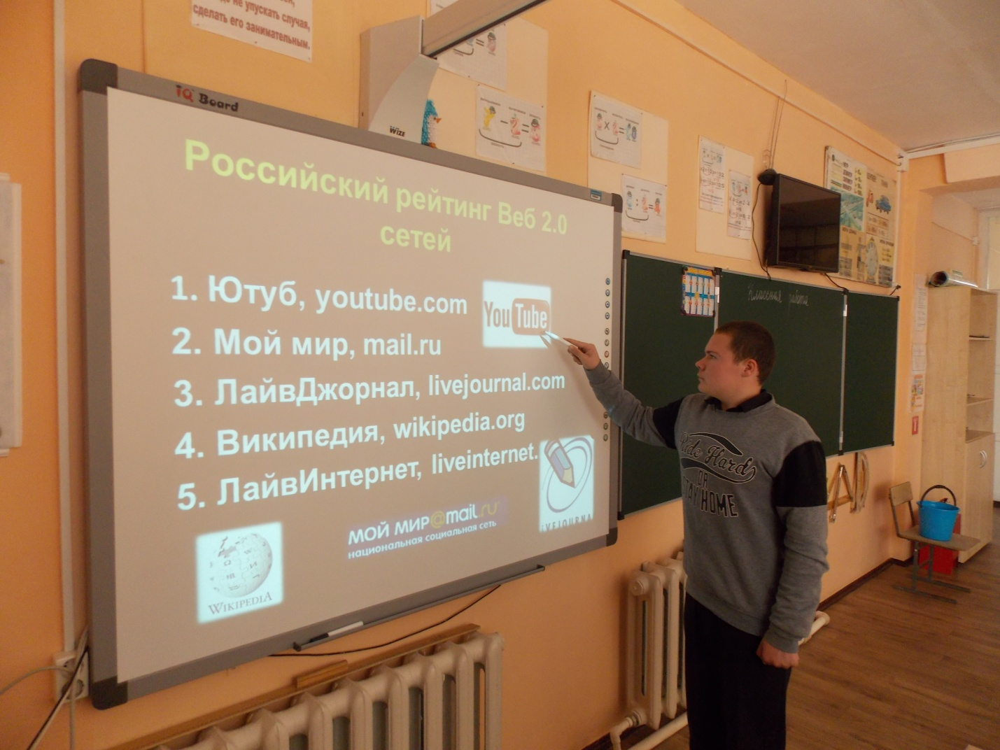 не упускать случая,
сделать его занимательным.
iQ Board
WIZE
Российский рейтинг Веб 2.0
сетей
1. Ютуб, youtube.com
You Tube
2. Мой мир, mail.ru
3. ЛайвДжорнал, livejournal.com
4. Википедия, wikipedia.org
5. ЛайвИнтернет, liveinternet.
LIVEJOURNA
МОЙ МИР@mail.ru
национальная социальная сеть
WIKIPEDIA
Классная работа
Ride Hard
OR
STAY HOME